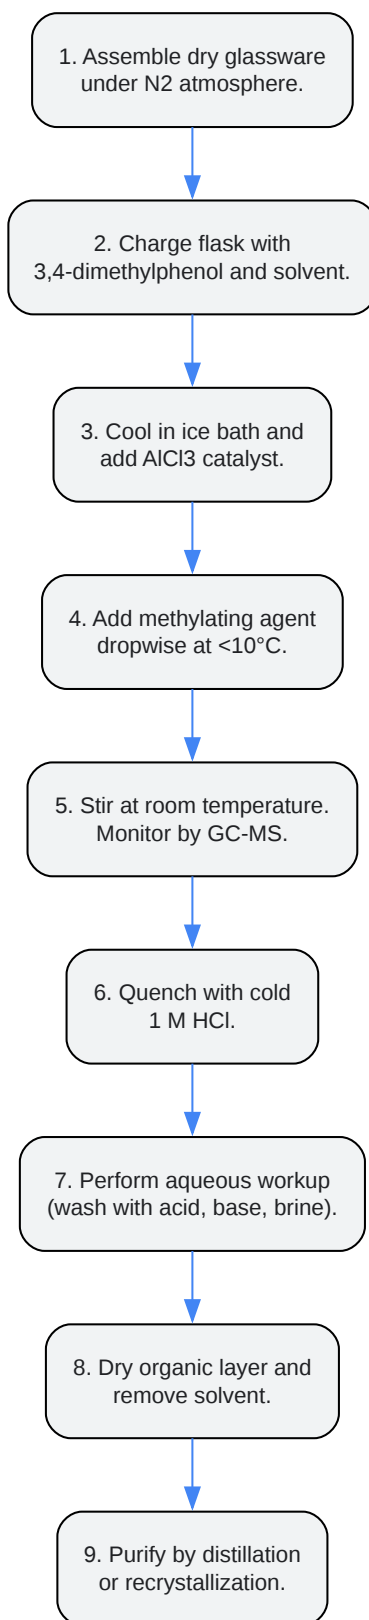 1. Assemble dry glassware
under N2 atmosphere.
2. Charge flask with
3,4-dimethylphenol and solvent.
3. Cool in ice bath and
add AlCl3 catalyst.
4. Add methylating agent
dropwise at <10°C.
5. Stir at room temperature.
Monitor by GC-MS.
6. Quench with cold
1 M HCl.
7. Perform aqueous workup
(wash with acid, base, brine).
8. Dry organic layer and
remove solvent.
9. Purify by distillation
or recrystallization.